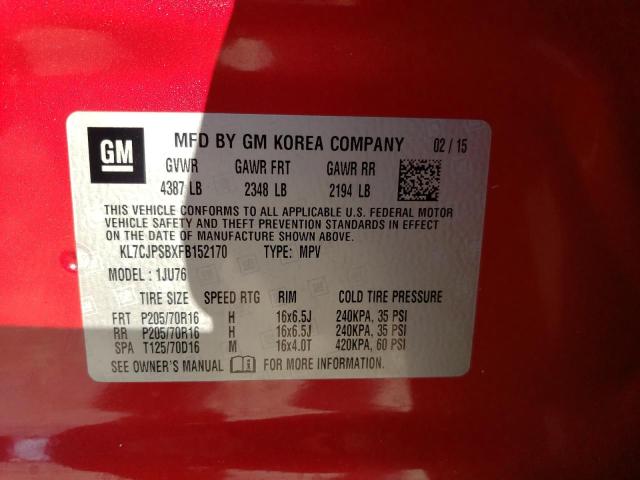 GM
MFD BY GM KOREA COMPANY 02 / 15
GVWR GAWR FRT GAWR RR
4387 LB 2348 LB 2194 LB
THIS VEHICLE CONFORMS TO ALL APPLICABLE U.S. FEDERAL MOTOR
VEHICLE SAFETY AND THEFT PREVENTION STANDARDS IN EFFECT
ON THE DATE OF MANUFACTURE SHOWN ABOVE.
KL7CJPSBXFB152170 TYPE: MPV
MODEL : 1JU76
TIRE SIZE SPEED RTG RIM COLD TIRE PRESSURE
FRT P205/70R16 H 16x6.5J 240KPA, 35 PSI
RR P205/70R16 H 16x6.5J 240KPA, 35 PSI
SPA T125/70D16 M 16x4.0T 420KPA, 60 PSI
SEE OWNER'S MANUAL FOR MORE INFORMATION.